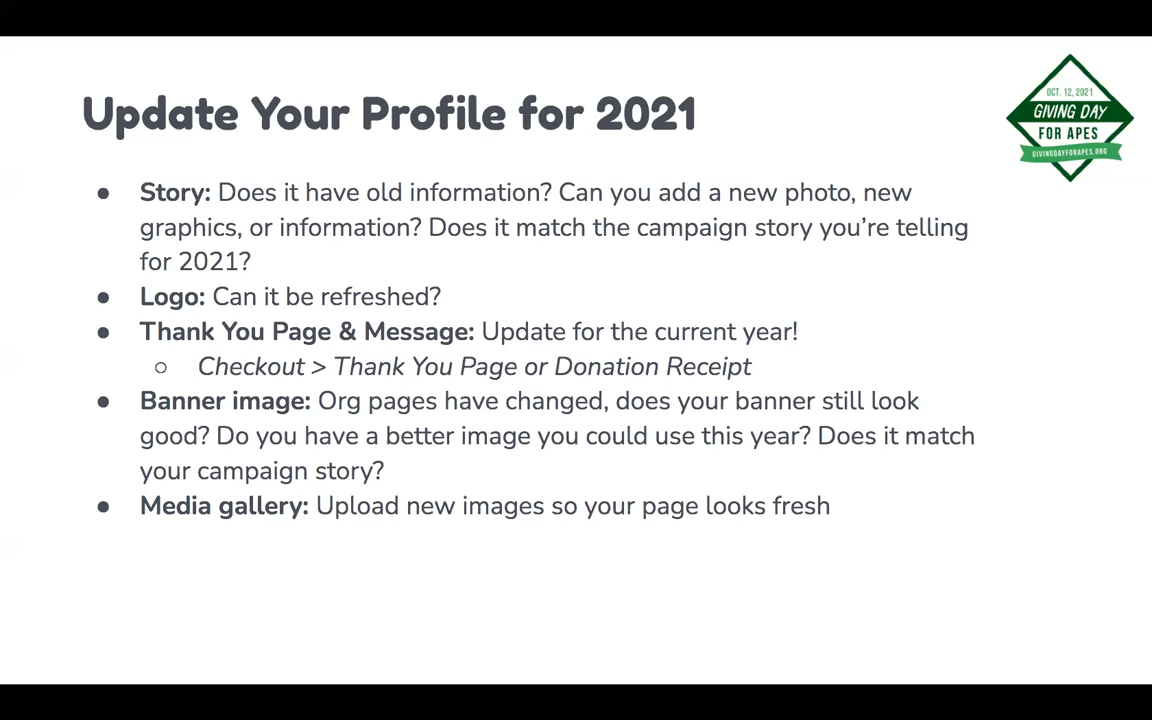 Update Your Profile for 2021
OCT. 12, 2021
GIVING DAY
FOR APES
GIVINGDAYFORAPES.ORG
● Story: Does it have old information? Can you add a new photo, new
graphics, or information? Does it match the campaign story you’re telling
for 2021?
● Logo: Can it be refreshed?
● Thank You Page & Message: Update for the current year!
○ Checkout > Thank You Page or Donation Receipt
● Banner image: Org pages have changed, does your banner still look
good? Do you have a better image you could use this year? Does it match
your campaign story?
● Media gallery: Upload new images so your page looks fresh